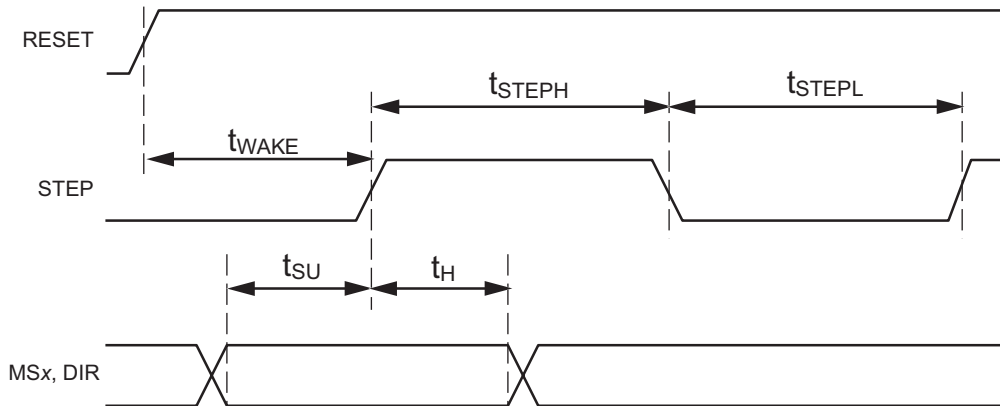 RESET
tSTEPH
tSTEPL
tWAKE
STEP
tSU
tH
MSx, DIR